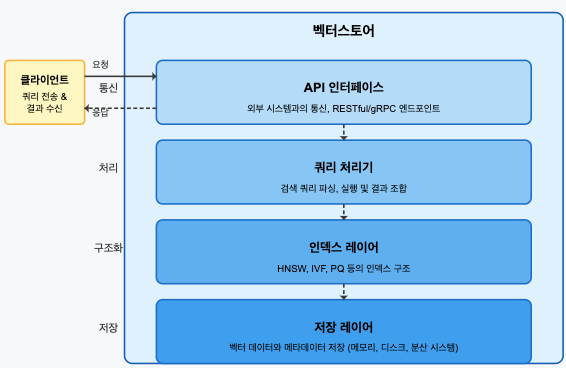 벡터스토어
요청
클라이언트
쿼리 전송 &
결과 수신
통신
응답
API 인터페이스
외부 시스템과의 통신, RESTful/gRPC 엔드포인트
처리
쿼리 처리기
검색 쿼리 파싱, 실행 및 결과 조합
구조화
인덱스 레이어
HNSW, IVF, PQ 등의 인덱스 구조
저장
저장 레이어
벡터 데이터와 메타데이터 저장 (메모리, 디스크, 분산 시스템)